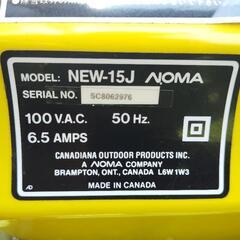 MODEL: NEW-15J NOMA
SERIAL NO. SC8062976
100 V.A.C. 50 Hz.
6.5 AMPS
CANADIANA OUTDOOR PRODUCTS INC.
A NOMA COMPANY
BRAMPTON, ONT., CANADA L6W 1W3
MADE IN CANADA